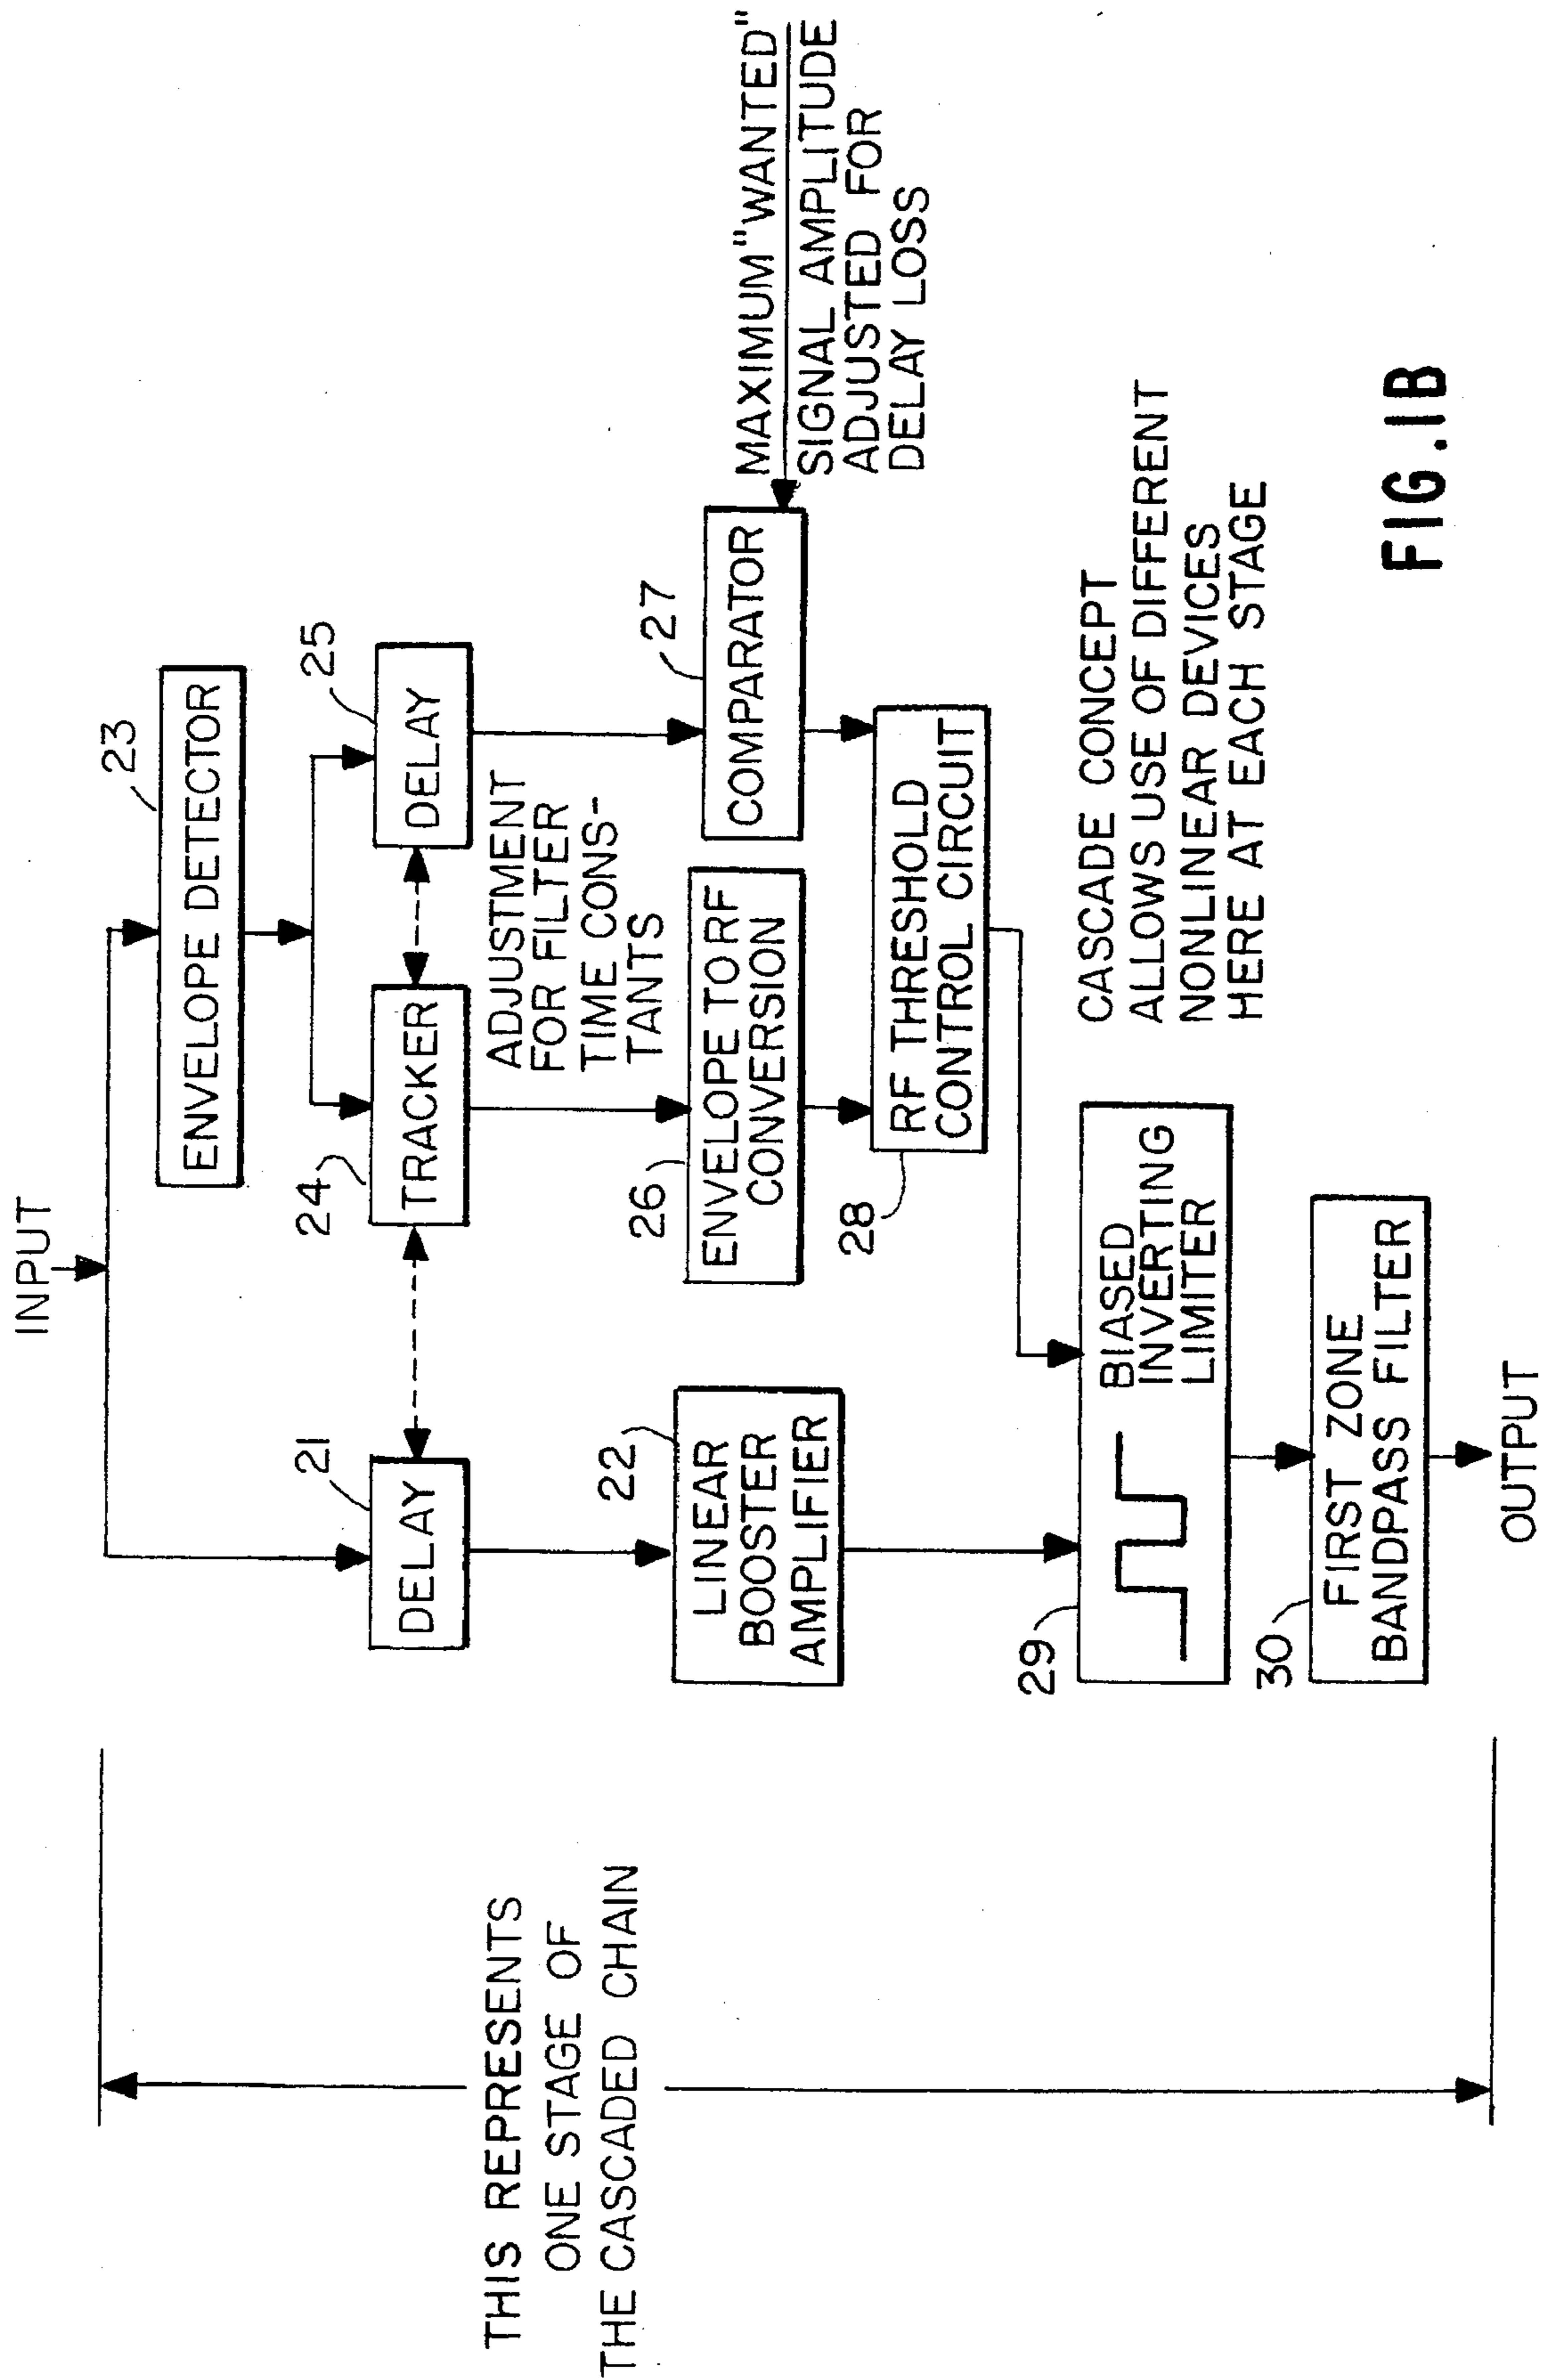 INPUT
23
ENVELOPE DETECTOR
21
DELAY
24
TRACKER
25
DELAY
ADJUSTMENT
FOR FILTER
TIME CONS-
TANTS
22
LINEAR
BOOSTER
AMPLIFIER
26
ENVELOPE TO RF
CONVERSION
27
COMPARATOR
MAXIMUM "WANTED"
SIGNAL AMPLITUDE
ADJUSTED FOR
DELAY LOSS
28
RF THRESHOLD
CONTROL CIRCUIT
29
BIASED
INVERTING
LIMITER
CASCADE CONCEPT
ALLOWS USE OF DIFFERENT
NONLINEAR DEVICES
HERE AT EACH STAGE
30
FIRST ZONE
BANDPASS FILTER
OUTPUT
THIS REPRESENTS
ONE STAGE OF
THE CASCADED CHAIN
FIG.1B